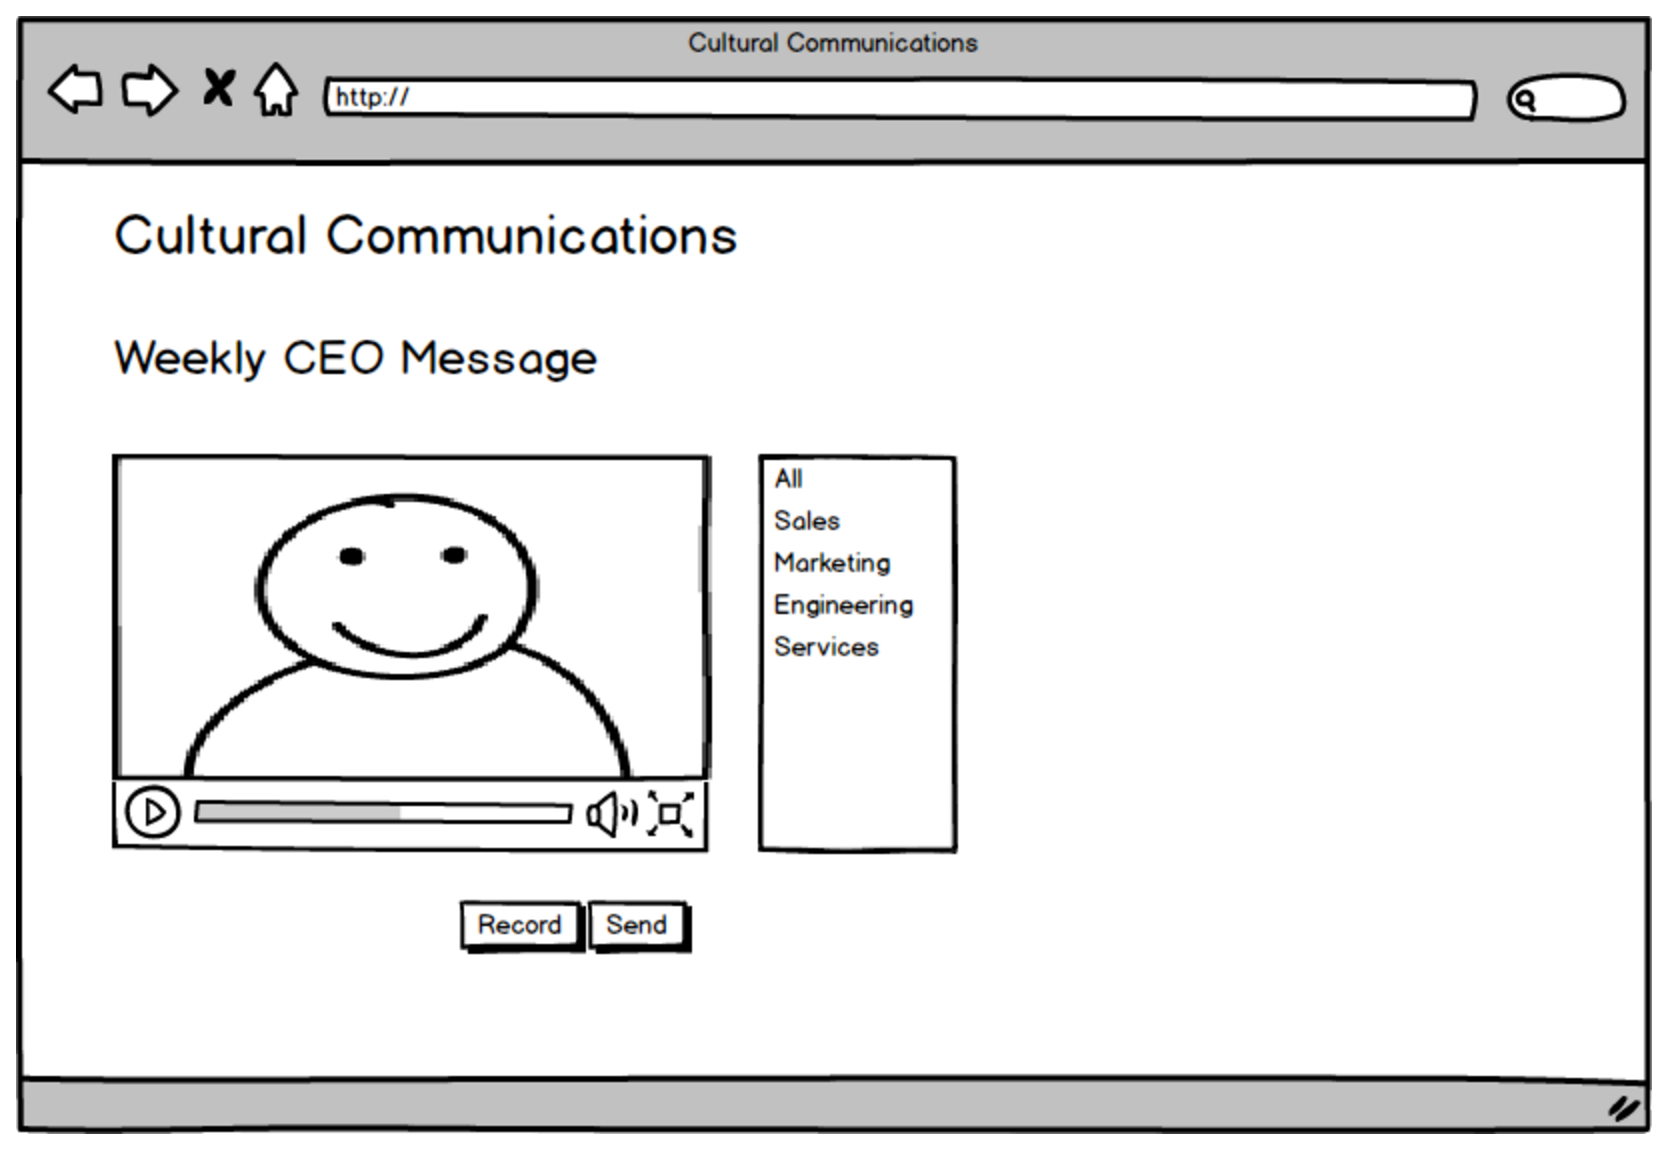 Cultural Communications
http://
Cultural Communications
Weekly CEO Message
All
Sales
Marketing
Engineering
Services
Record Send